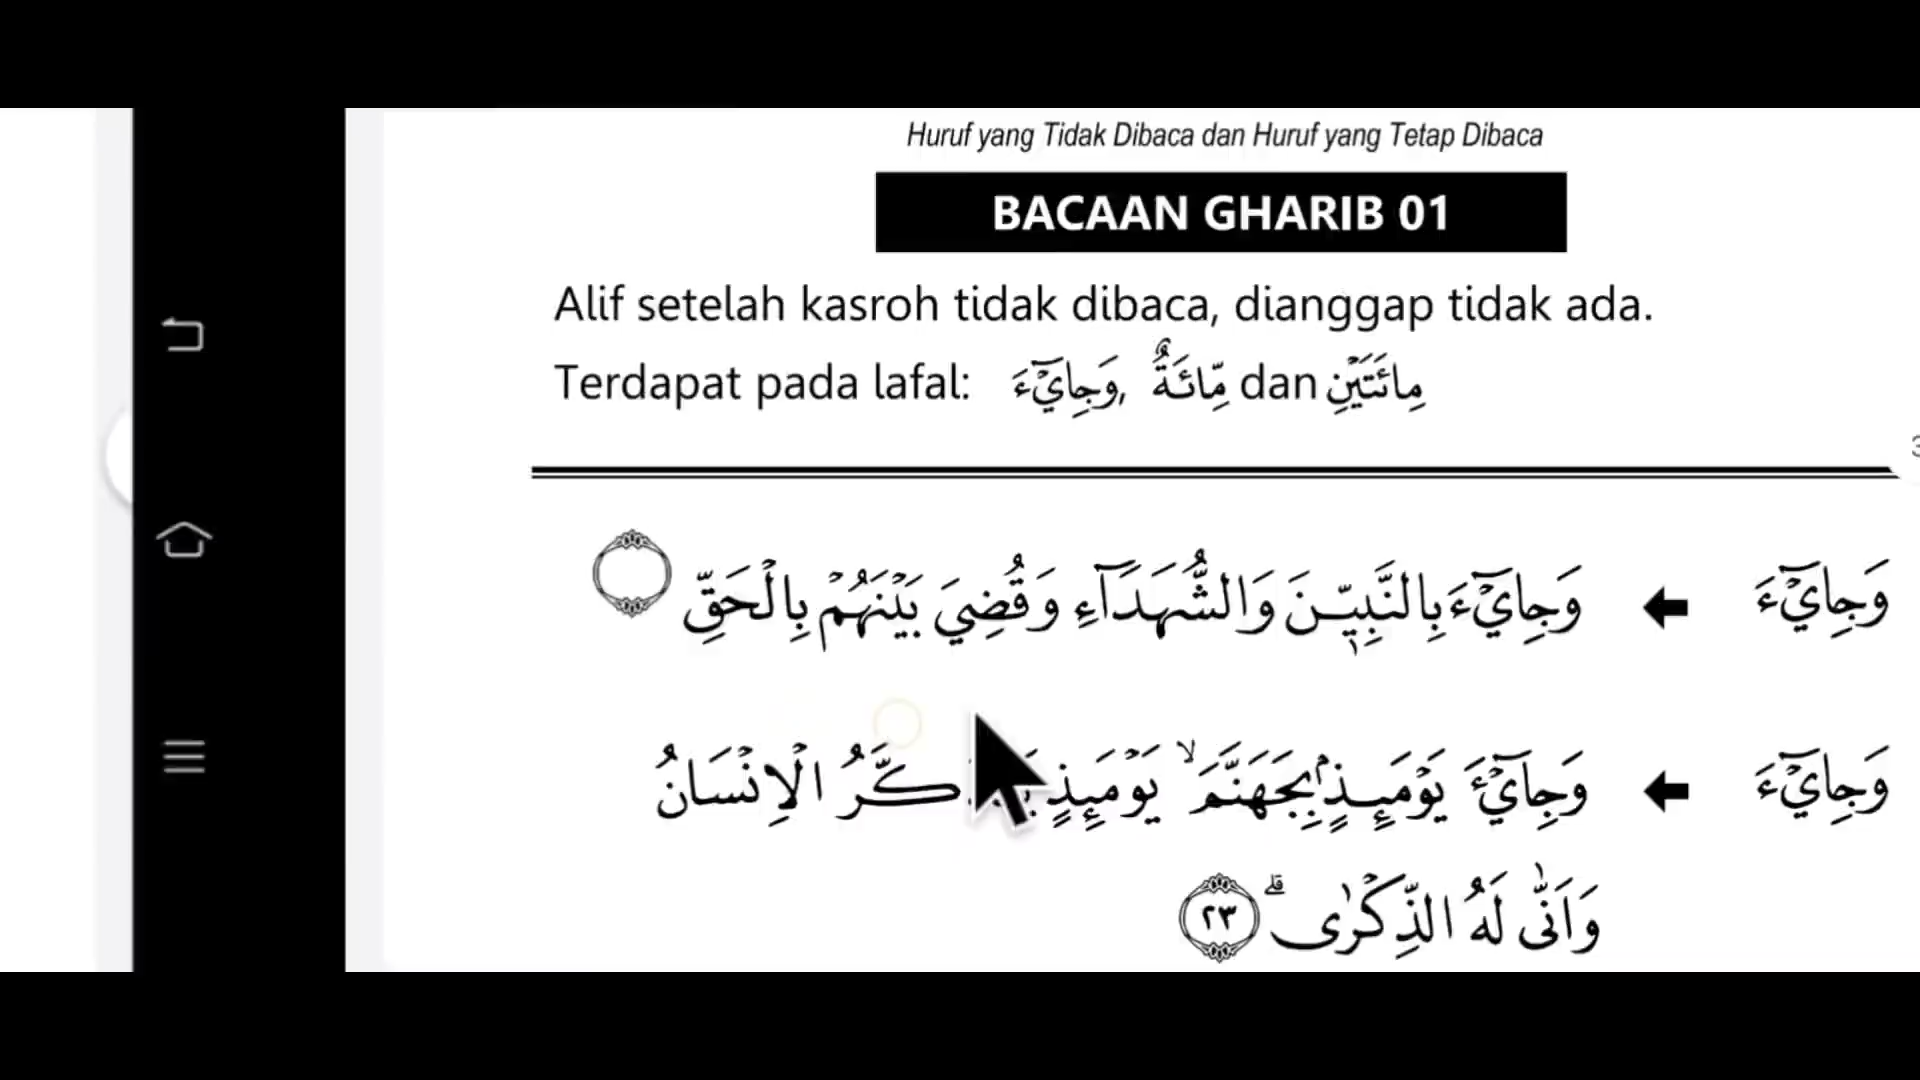 Huruf yang Tidak Dibaca dan Huruf yang Tetap Dibaca
BACAAN GHARIB 01
Alif setelah kasroh tidak dibaca, dianggap tidak ada.
Terdapat pada lafal: وَجِايْۤءَ, مِّائَةٌ dan مِائَتَيْنِ
وَجِايْۤءَ ← وَجِايْۤءَ بِالنَّبِيّٖنَ وَالشُّهَدَاۤءِ وَقُضِيَ بَيْنَهُمْ بِالْحَقِّ
وَجِايْۤءَ ← وَجِايْۤءَ يَوْمَىِٕذٍۢ بِجَهَنَّمَۙ يَوْمَىِٕذٍ الْاِنْسَانُ
وَاَنّٰى لَهُ الذِّكْرٰىۗ ٢٣